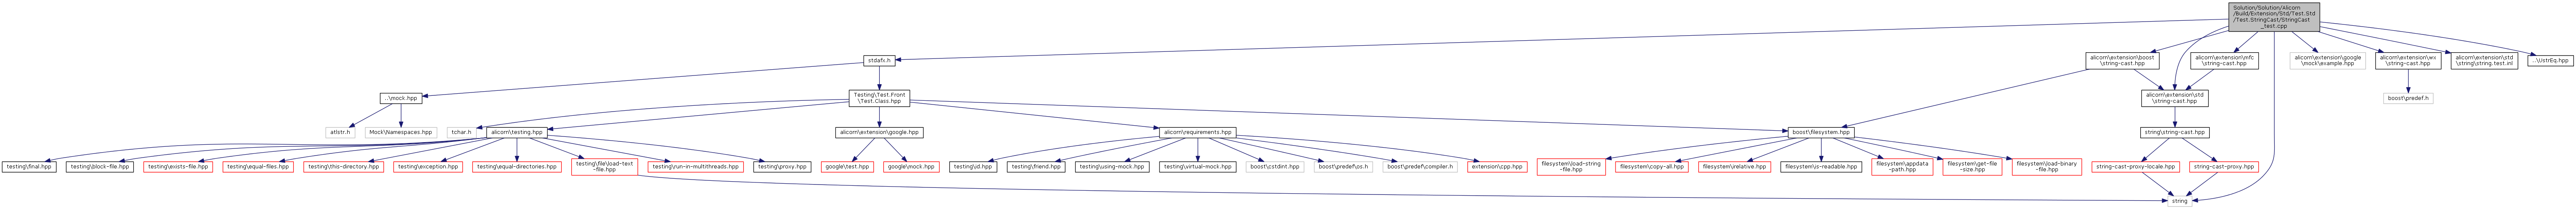 Solution/Solution/Alicorn
/Build/Extension/Std/Test.Std
/Test.StringCast/StringCast
_test.cpp
stdafx.h
alicorn\extension\boost
\string-cast.hpp
alicorn\extension\mfc
\string-cast.hpp
alicorn\extension\google
\mock\example.hpp
alicorn\extension\wx
\string-cast.hpp
alicorn\extension\std
\string\string.test.inl
..\UstrEq.hpp
..\mock.hpp
Testing\Test.Front
\Test.Class.hpp
alicorn\extension\std
\string-cast.hpp
boost\predef.h
atlstr.h
Mock\Namespaces.hpp
tchar.h
alicorn\testing.hpp
alicorn\extension\google.hpp
alicorn\requirements.hpp
boost\filesystem.hpp
string\string-cast.hpp
testing\final.hpp
testing\block-file.hpp
testing\exists-file.hpp
testing\equal-files.hpp
testing\this-directory.hpp
testing\exception.hpp
testing\equal-directories.hpp
testing\file\load-text
-file.hpp
testing\run-in-multithreads.hpp
testing\proxy.hpp
google\test.hpp
google\mock.hpp
testing\id.hpp
testing\friend.hpp
testing\using-mock.hpp
testing\virtual-mock.hpp
boost\cstdint.hpp
boost\predef\os.h
boost\predef\compiler.h
extension\cpp.hpp
filesystem\load-string
-file.hpp
filesystem\copy-all.hpp
filesystem\relative.hpp
filesystem\is-readable.hpp
filesystem\appdata
-path.hpp
filesystem\get-file
-size.hpp
filesystem\load-binary
-file.hpp
string-cast-proxy-locale.hpp
string-cast-proxy.hpp
string